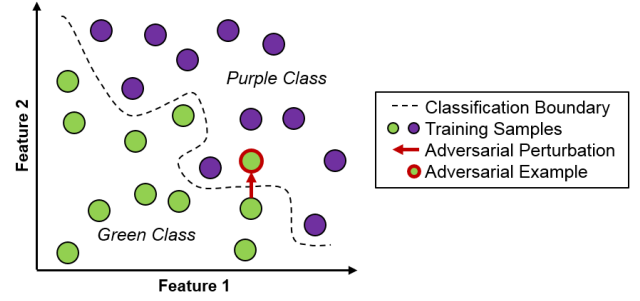 Feature 2
Purple Class
Green Class
Feature 1
Classification Boundary
Training Samples
Adversarial Perturbation
Adversarial Example